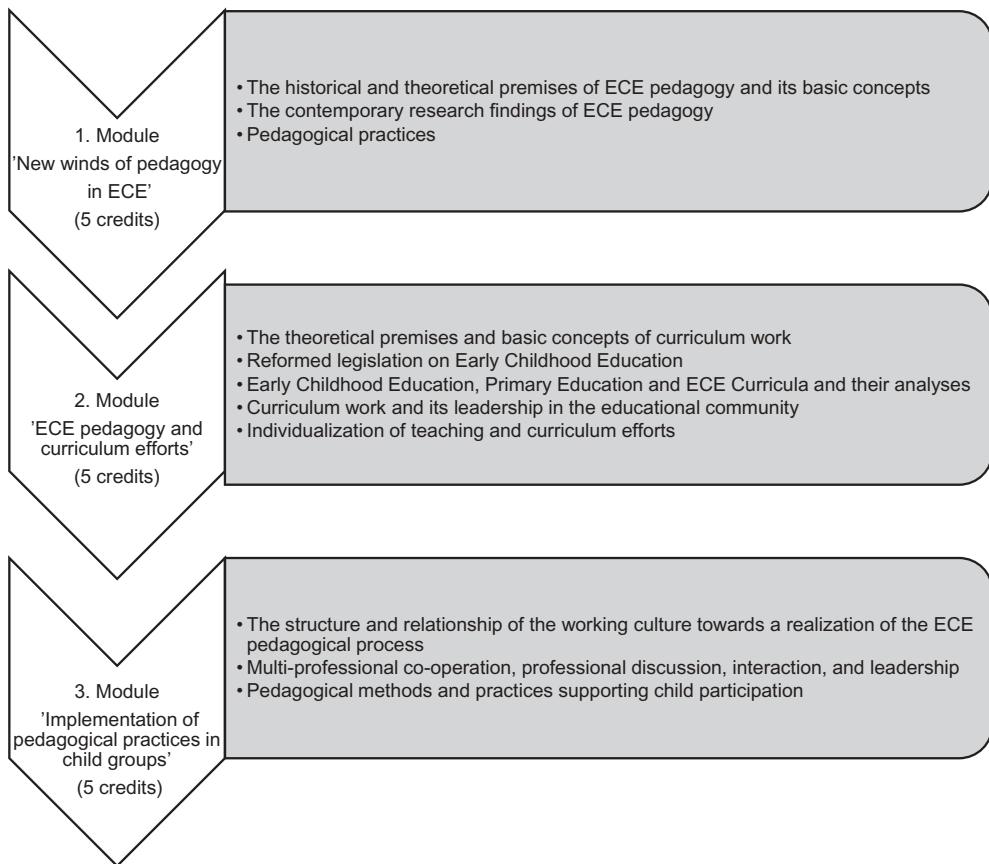 1. Module
’New winds of pedagogy
in ECE’
(5 credits)
• The historical and theoretical premises of ECE pedagogy and its basic concepts
• The contemporary research findings of ECE pedagogy
• Pedagogical practices
2. Module
’ECE pedagogy and
curriculum efforts’
(5 credits)
• The theoretical premises and basic concepts of curriculum work
• Reformed legislation on Early Childhood Education
• Early Childhood Education, Primary Education and ECE Curricula and their analyses
• Curriculum work and its leadership in the educational community
• Individualization of teaching and curriculum efforts
3. Module
’Implementation of
pedagogical practices in
child groups’
(5 credits)
• The structure and relationship of the working culture towards a realization of the ECE
pedagogical process
• Multi-professional co-operation, professional discussion, interaction, and leadership
• Pedagogical methods and practices supporting child participation